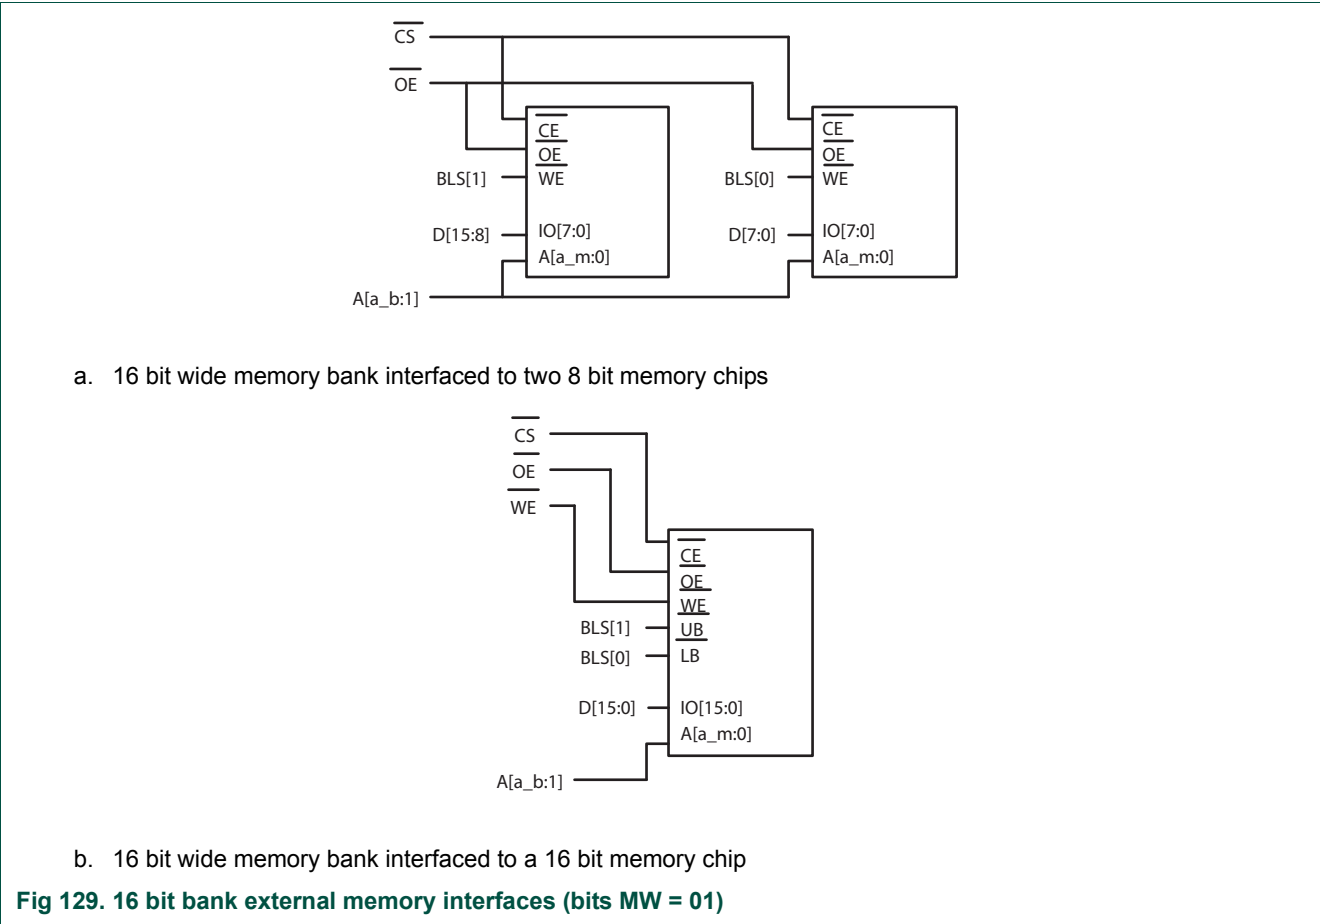 CS
OE
CE
OE
WE
BLS[1]
D[15:8]
IO[7:0]
A[a_m:0]
CE
OE
WE
BLS[0]
D[7:0]
IO[7:0]
A[a_m:0]
A[a_b:1]
a. 16 bit wide memory bank interfaced to two 8 bit memory chips
CS
OE
WE
CE
OE
WE
BLS[1]
UB
BLS[0]
LB
D[15:0]
IO[15:0]
A[a_m:0]
A[a_b:1]
b. 16 bit wide memory bank interfaced to a 16 bit memory chip
Fig 129. 16 bit bank external memory interfaces (bits MW = 01)